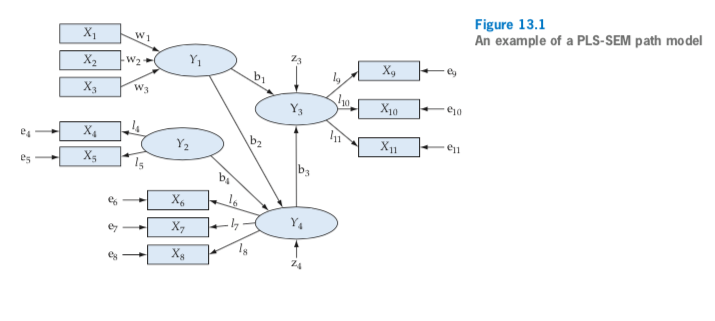 Figure 13.1
An example of a PLS-SEM path model
X1
w1
X2
w2
Y1
X3
w3
b1
z3
Y3
l9
X9
e9
l10
X10
e10
l11
X11
e11
e4
X4
l4
Y2
e5
X5
l5
b2
b4
b3
e6
X6
l6
e7
X7
l7
Y4
e8
X8
l8
z4